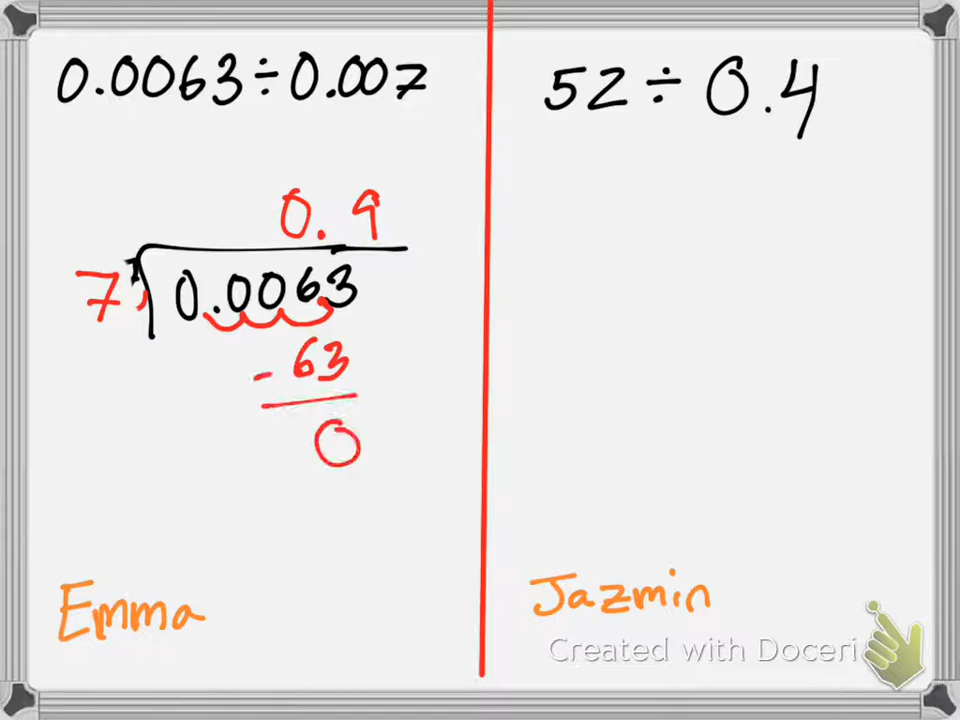 0.0063÷0.007
0.9
7 0.0063
- 63
0
Emma
52 ÷ 0.4
Jazmin
Created with Doceri